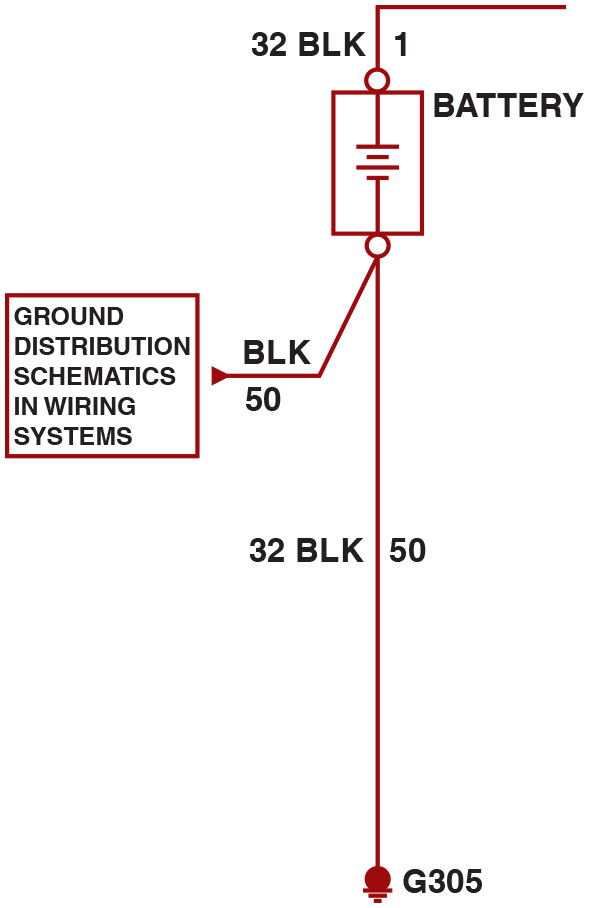 32 BLK 1
BATTERY
GROUND
DISTRIBUTION
SCHEMATICS
IN WIRING
SYSTEMS
BLK
50
32 BLK 50
G305